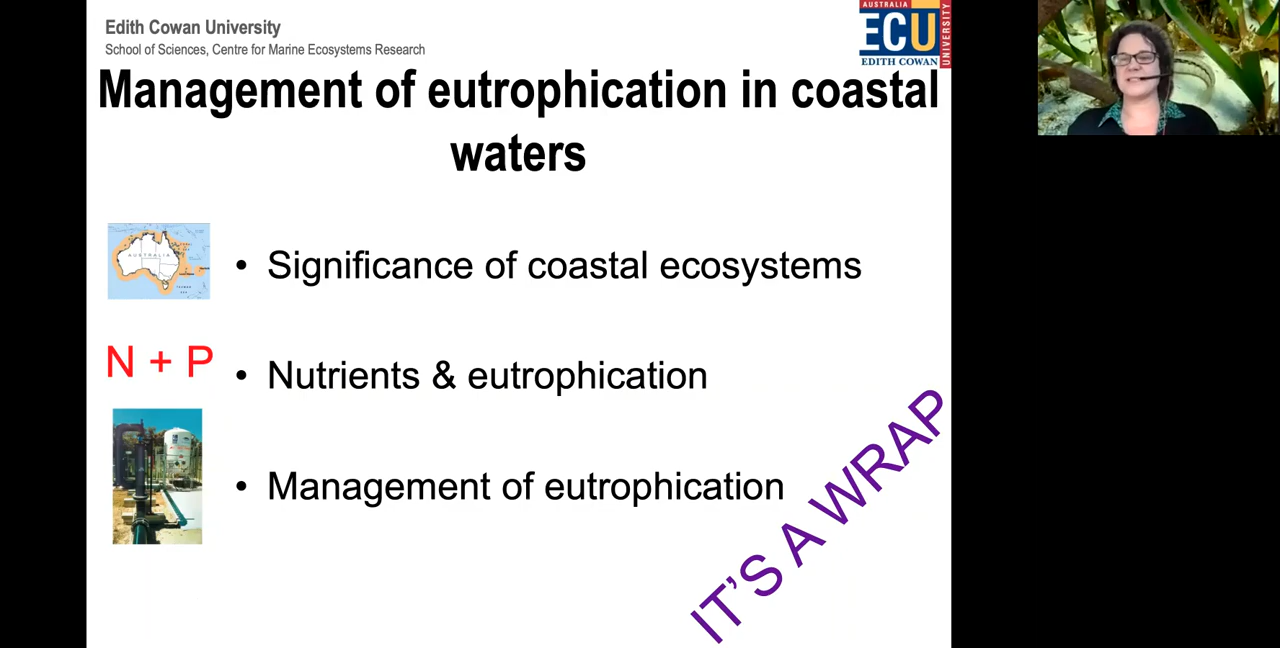 Edith Cowan University
School of Sciences, Centre for Marine Ecosystems Research
AUSTRALIA
ECU
EDITH COWAN
UNIVERSITY
Management of eutrophication in coastal
waters
AUSTRALIA
• Significance of coastal ecosystems
N + P
• Nutrients & eutrophication
• Management of eutrophication
IT'S A WRAP